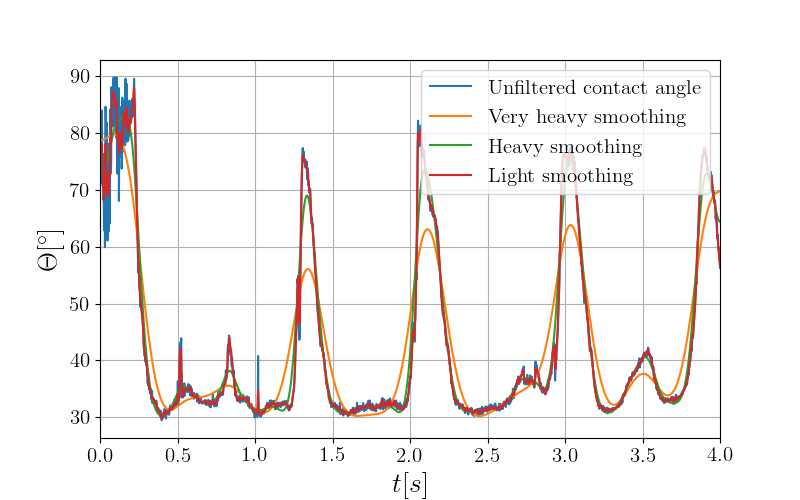 90
80
70
60
50
40
30
Θ[°]
0.0 0.5 1.0 1.5 2.0 2.5 3.0 3.5 4.0
t[s]
Unfiltered contact angle
Very heavy smoothing
Heavy smoothing
Light smoothing